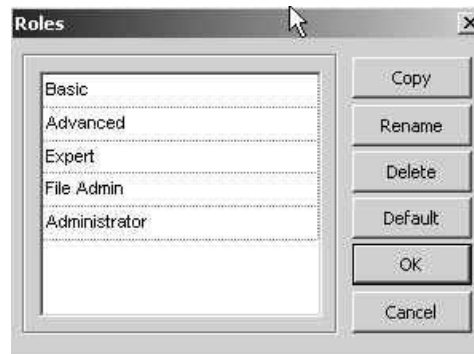 Roles
Basic
Advanced
Expert
File Admin
Administrator
Copy
Rename
Delete
Default
OK
Cancel